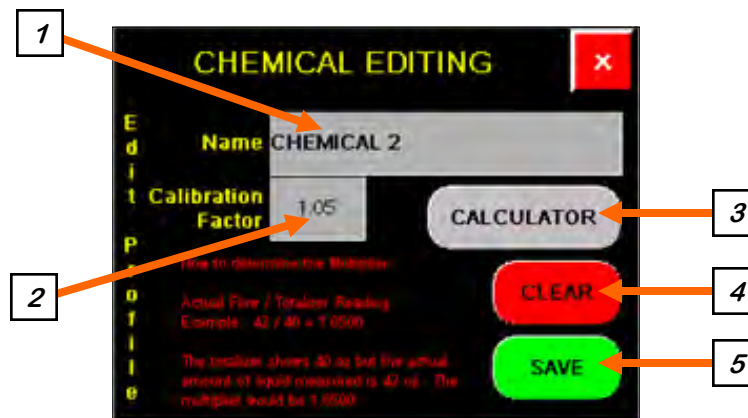 1
CHEMICAL EDITING
×
Edit Profile
Name CHEMICAL 2
Calibration Factor
1.05
CALCULATOR
3
2
How to determine the Multiplier:
Actual Flow / Totalizer Reading
Example: 42 / 40 = 1.0500
CLEAR
4
The totalizer shows 40 oz but the actual
amount of liquid measured is 42 oz. The
multiplier would be 1.0500
SAVE
5